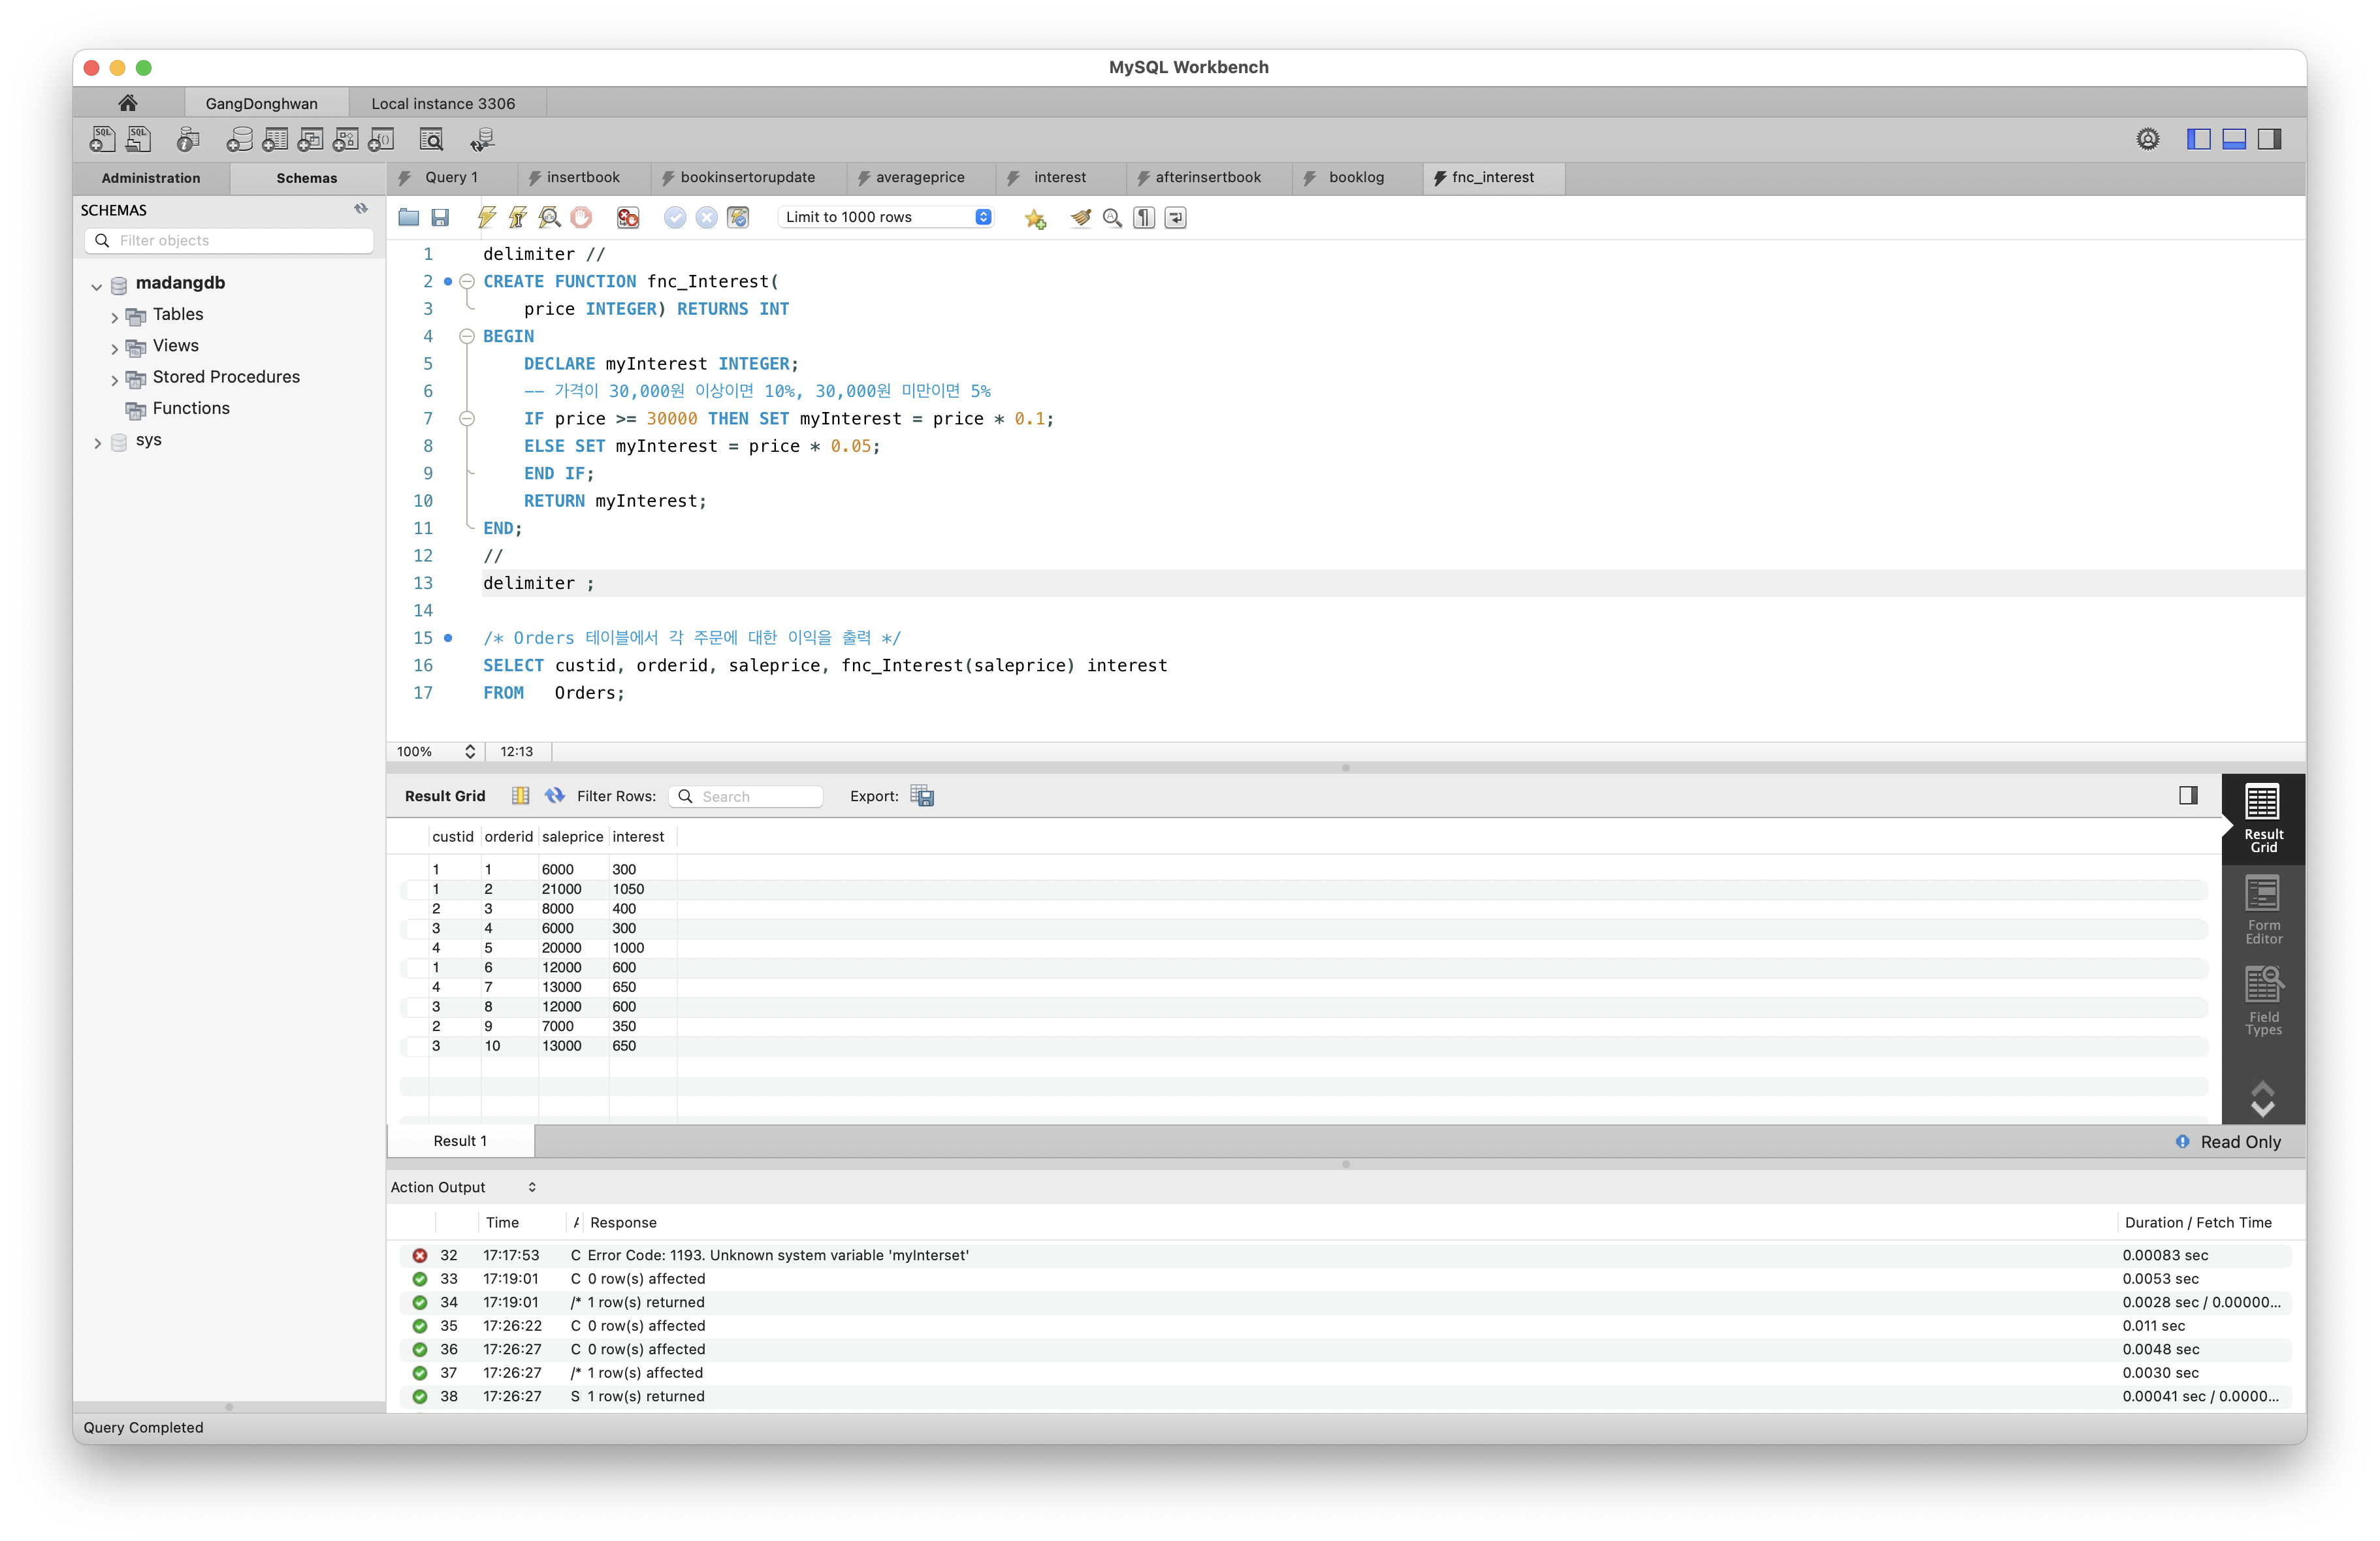 MySQL Workbench
GangDonghwan
Local instance 3306
Administration
Schemas
Query 1
insertbook
bookinsertorupdate
averageprice
interest
afterinsertbook
booklog
fnc_interest
SCHEMAS
Filter objects
madangdb
Tables
Views
Stored Procedures
Functions
sys
Limit to 1000 rows
1 delimiter //
2 CREATE FUNCTION fnc_Interest(
3 price INTEGER) RETURNS INT
4 BEGIN
5 DECLARE myInterest INTEGER;
6 -- 가격이 30,000원 이상이면 10%, 30,000원 미만이면 5%
7 IF price >= 30000 THEN SET myInterest = price * 0.1;
8 ELSE SET myInterest = price * 0.05;
9 END IF;
10 RETURN myInterest;
11 END;
12 //
13 delimiter ;
14
15 /* Orders 테이블에서 각 주문에 대한 이익을 출력 */
16 SELECT custid, orderid, saleprice, fnc_Interest(saleprice) interest
17 FROM Orders;
100% 12:13
Result Grid Filter Rows: Search Export:
custid orderid saleprice interest
1 1 6000 300
1 2 21000 1050
2 3 8000 400
3 4 6000 300
4 5 20000 1000
1 6 12000 600
4 7 13000 650
3 8 12000 600
2 9 7000 350
3 10 13000 650
Result
Grid
Form
Editor
Field
Types
Result 1
Read Only
Action Output
Time Response Duration / Fetch Time
32 17:17:53 C Error Code: 1193. Unknown system variable 'myInterset' 0.00083 sec
33 17:19:01 C 0 row(s) affected 0.0053 sec
34 17:19:01 /* 1 row(s) returned 0.0028 sec / 0.00000...
35 17:26:22 C 0 row(s) affected 0.011 sec
36 17:26:27 C 0 row(s) affected 0.0048 sec
37 17:26:27 /* 1 row(s) affected 0.0030 sec
38 17:26:27 S 1 row(s) returned 0.00041 sec / 0.0000...
Query Completed